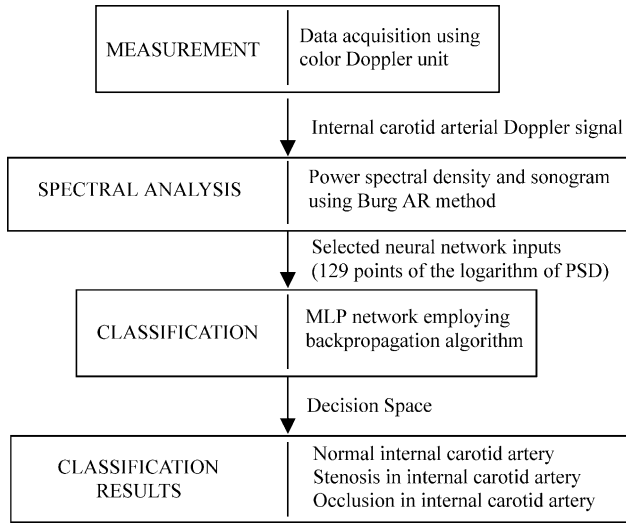 MEASUREMENT
Data acquisition using
color Doppler unit
Internal carotid arterial Doppler signal
SPECTRAL ANALYSIS
Power spectral density and sonogram
using Burg AR method
Selected neural network inputs
(129 points of the logarithm of PSD)
CLASSIFICATION
MLP network employing
backpropagation algorithm
Decision Space
CLASSIFICATION
RESULTS
Normal internal carotid artery
Stenosis in internal carotid artery
Occlusion in internal carotid artery